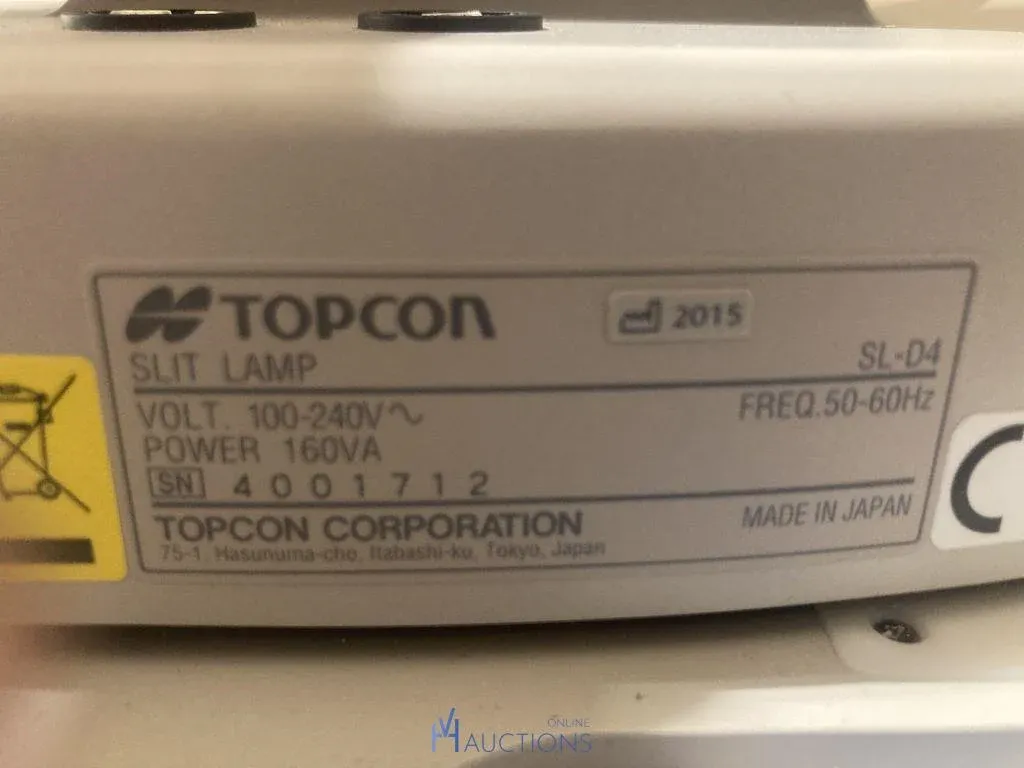 TOPCON
2015
SLIT LAMP
SL-D4
VOLT. 100-240V~
FREQ.50-60Hz
POWER 160VA
SN 4001712
TOPCON CORPORATION
MADE IN JAPAN
75-1, Hasunuma-cho, Itabashi-ku, Tokyo, Japan
HVA ONLINE
AUCTIONS